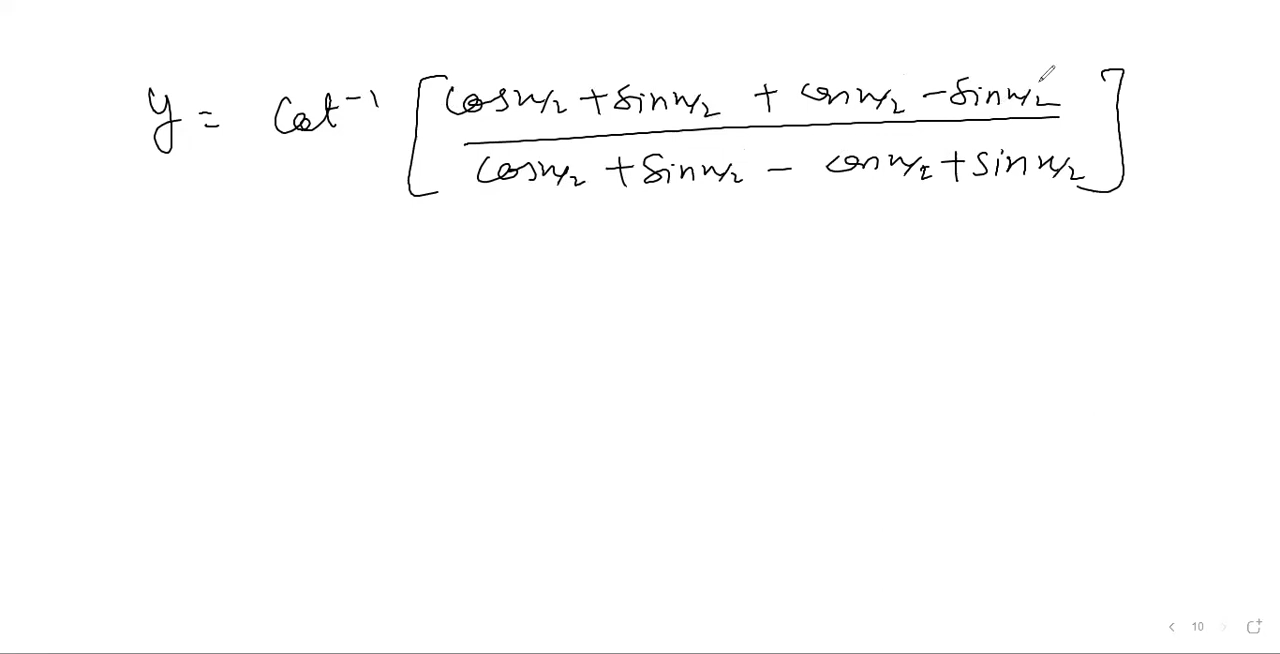 y = Cot⁻¹ [ (cos x/2 + sin x/2 + cos x/2 - sin x/2) / (cos x/2 + sin x/2 - cos x/2 + sin x/2) ]
< 10 >